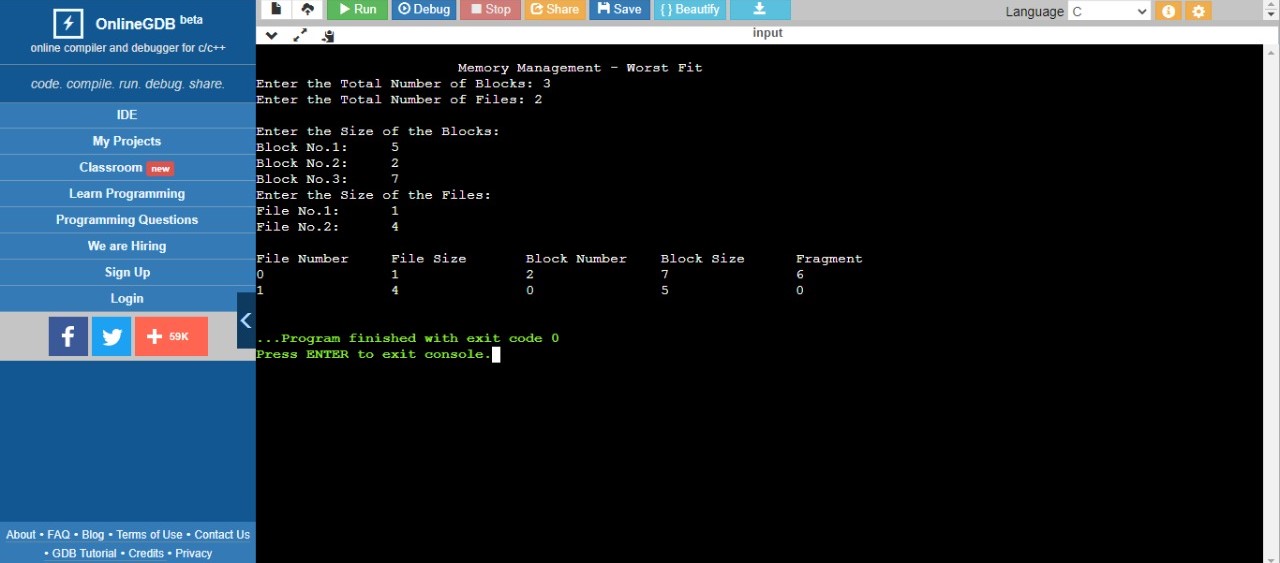 OnlineGDB beta
online compiler and debugger for c/c++
code. compile. run. debug. share.
IDE
My Projects
Classroom new
Learn Programming
Programming Questions
We are Hiring
Sign Up
Login
f + 59K
About • FAQ • Blog • Terms of Use • Contact Us
• GDB Tutorial • Credits • Privacy
Run Debug Stop Share Save { } Beautify Language C
input
Memory Management - Worst Fit
Enter the Total Number of Blocks: 3
Enter the Total Number of Files: 2
Enter the Size of the Blocks:
Block No.1: 5
Block No.2: 2
Block No.3: 7
Enter the Size of the Files:
File No.1: 1
File No.2: 4
File Number File Size Block Number Block Size Fragment
0 1 2 7 6
1 4 0 5 0
...Program finished with exit code 0
Press ENTER to exit console.